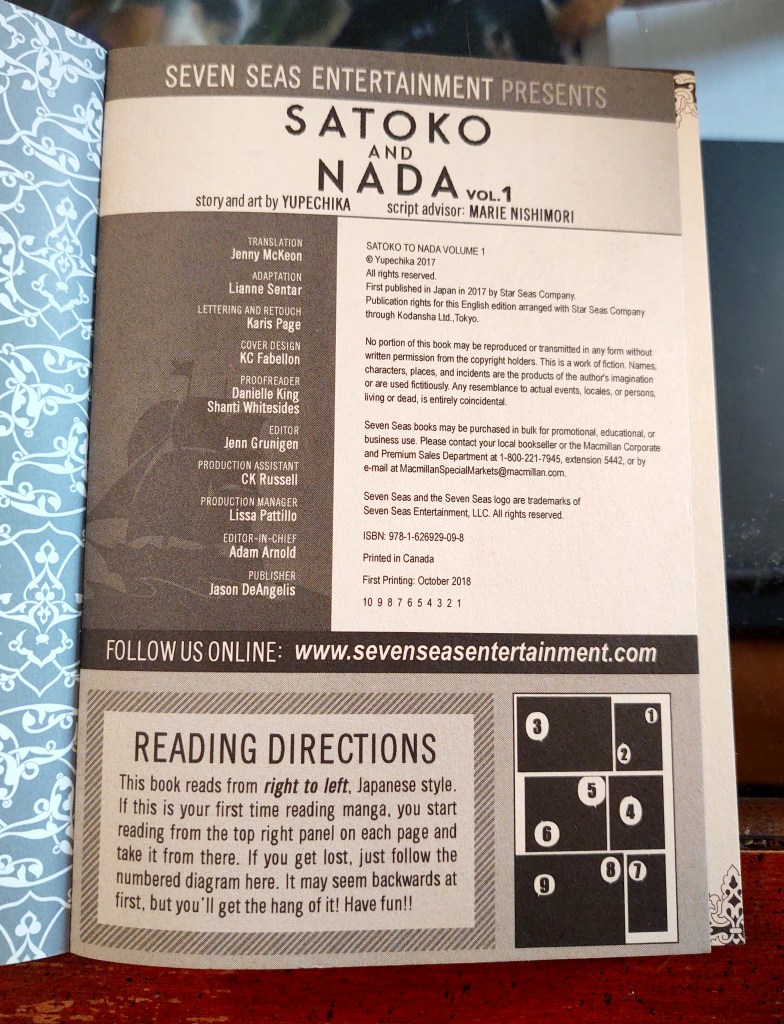 SEVEN SEAS ENTERTAINMENT PRESENTS
SATOKO
AND
NADA VOL.1
story and art by YUPECHIKA script advisor: MARIE NISHIMORI
TRANSLATION
Jenny McKeon
ADAPTATION
Lianne Sentar
LETTERING AND RETOUCH
Karis Page
COVER DESIGN
KC Fabellon
PROOFREADER
Danielle King
Shanti Whitesides
EDITOR
Jenn Grunigen
PRODUCTION ASSISTANT
CK Russell
PRODUCTION MANAGER
Lissa Pattillo
EDITOR-IN-CHIEF
Adam Arnold
PUBLISHER
Jason DeAngelis
SATOKO TO NADA VOLUME 1
© Yupechika 2017
All rights reserved.
First published in Japan in 2017 by Star Seas Company.
Publication rights for this English edition arranged with Star Seas Company
through Kodansha Ltd.,Tokyo.
No portion of this book may be reproduced or transmitted in any form without
written permission from the copyright holders. This is a work of fiction. Names,
characters, places, and incidents are the products of the author's imagination
or are used fictitiously. Any resemblance to actual events, locales, or persons,
living or dead, is entirely coincidental.
Seven Seas books may be purchased in bulk for promotional, educational, or
business use. Please contact your local bookseller or the Macmillan Corporate
and Premium Sales Department at 1-800-221-7945, extension 5442, or by
e-mail at MacmillanSpecialMarkets@macmillan.com.
Seven Seas and the Seven Seas logo are trademarks of
Seven Seas Entertainment, LLC. All rights reserved.
ISBN: 978-1-626929-09-8
Printed in Canada
First Printing: October 2018
10 9 8 7 6 5 4 3 2 1
FOLLOW US ONLINE: www.sevenseasentertainment.com
READING DIRECTIONS
This book reads from right to left, Japanese style.
If this is your first time reading manga, you start
reading from the top right panel on each page and
take it from there. If you get lost, just follow the
numbered diagram here. It may seem backwards at
first, but you'll get the hang of it! Have fun!!
1
2
3
4
5
6
7
8
9